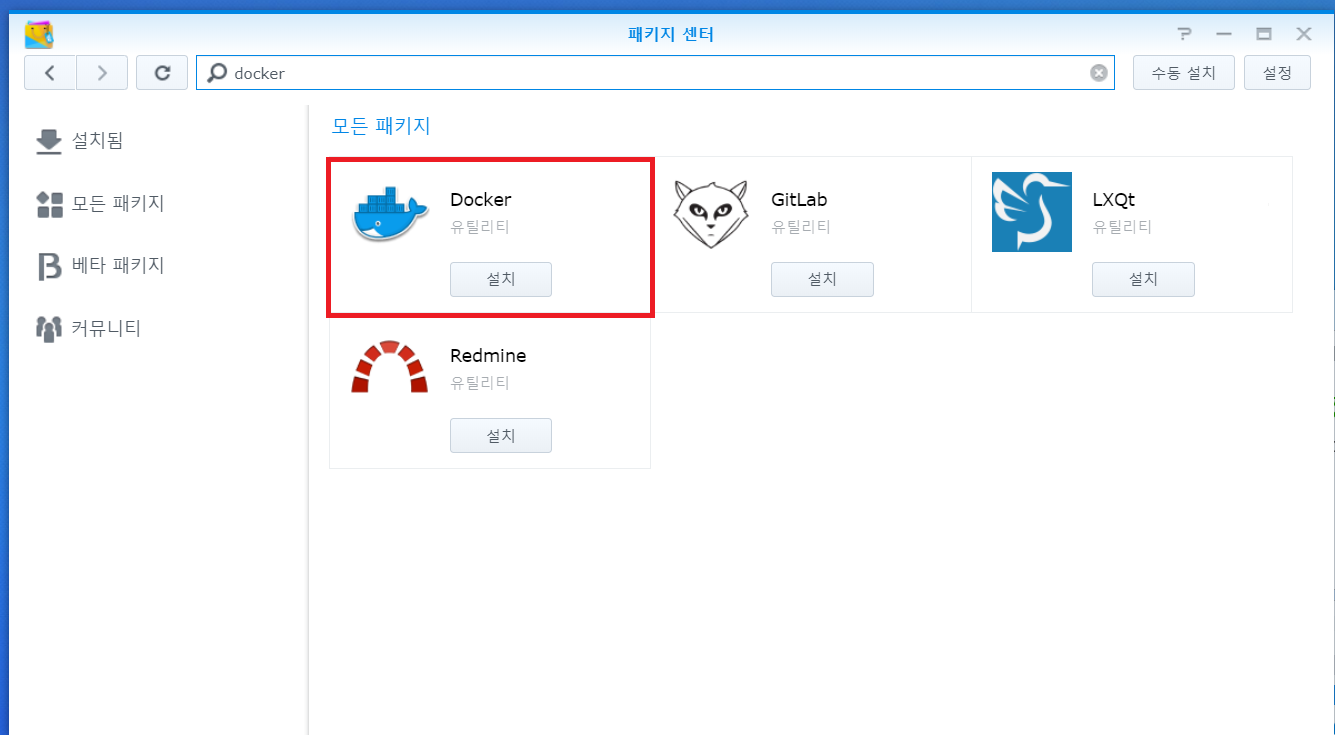 패키지 센터
docker
수동 설치
설정
설치됨
모든 패키지
베타 패키지
커뮤니티
모든 패키지
Docker
유틸리티
설치
GitLab
유틸리티
설치
LXQt
유틸리티
설치
Redmine
유틸리티
설치